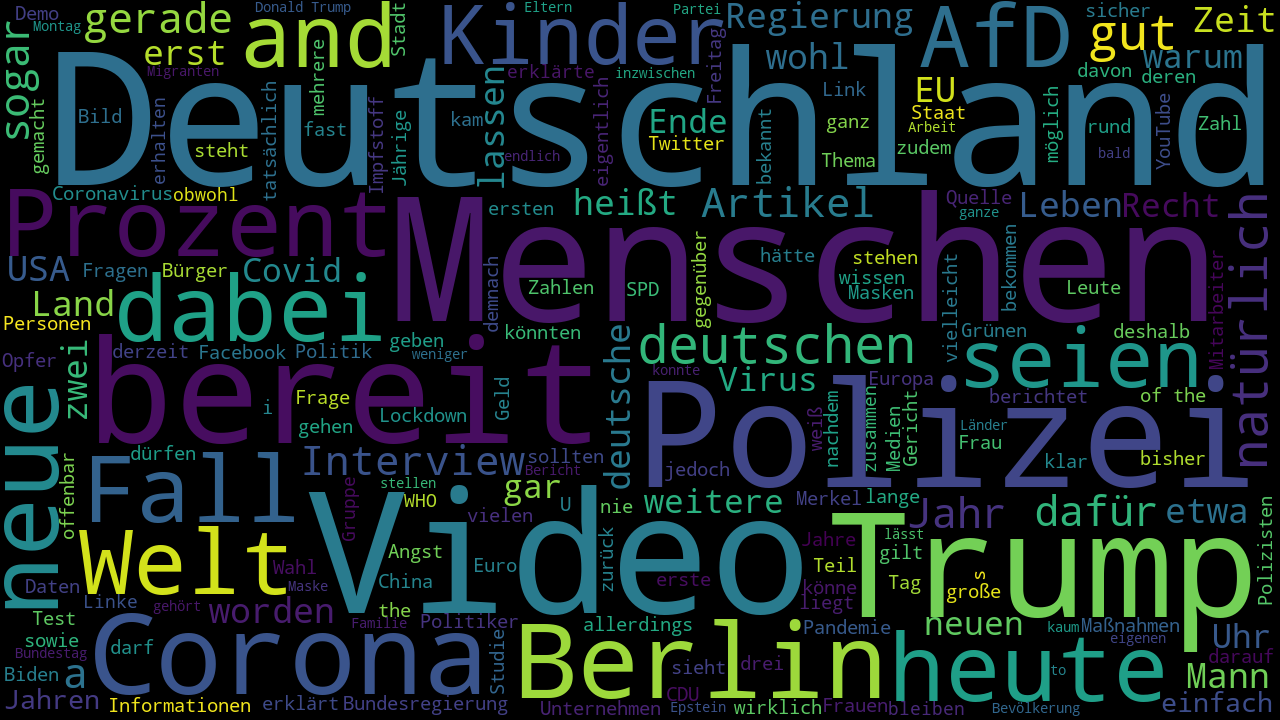 Demo
Montag
gerade
erst
and
Donald Trump
Stadt
Eltern
Kinder
Partei
Regierung
AfD
sicher
gut
Zeit
sogar
Migranten
mehrere
erklärte
inzwischen
Freitag
wohl
warum
Deutschland
gemacht
Bild
erhalten
steht
tatsächlich
fast
Impfstoff
Jährige
kam
lassen
endlich
eigentlich
Ende
Twitter
bekannt
Link
ganz
Thema
EU
Staat
Arbeit
zudem
davon
deren
möglich
rund
bald
YouTube
Zahl
Coronavirus
obwohl
Prozent
Menschen
ersten
heißt
Artikel
Quelle
ganze
Leben
Recht
natürlich
USA
Fragen
Bürger
Covid
Land
dabei
Personen
demnach
Zahlen
SPD
gegenüber
hätte
stehen
wissen
Masken
vielleicht
bekommen
Leute
Mitarbeiter
könnten
Opfer
zwei
derzeit
Facebook
Politik
geben
weniger
deutschen
Grünen
deshalb
seien
bereit
deutsche
konnte
Virus
Europa
berichtet
of the
i
Frage
gehen
Lockdown
Geld
Polizei
weiß
nachdem
zusammen
Medien
Gericht
Länder
Frau
klar
bisher
neue
offenbar
dürfen
Fall
Interview
sollten
Bericht
jedoch
stellen
WHO
gar
U
nie
weitere
Merkel
lange
Jahr
dafür
etwa
Gruppe
vielen
Video
Trump
Polizisten
Welt
Wahl
Maske
Angst
China
the
Euro
zurück
erste
Jahre
Teil
könne
liegt
gilt
lässt
Tag
s
große
Daten
Linke
gehört
worden
Familie
Politiker
Test
sowie
Bundestag
darf
Corona
Studie
Berlin
allerdings
Pandemie
neuen
kaum
Maßnahmen
eigenen
Uhr
darauf
Biden
a
sieht
drei
heute
to
Mann
Jahren
Informationen
erklärt
Bundesregierung
Unternehmen
CDU
Epstein
wirklich
Frauen
bleiben
Bevölkerung
einfach